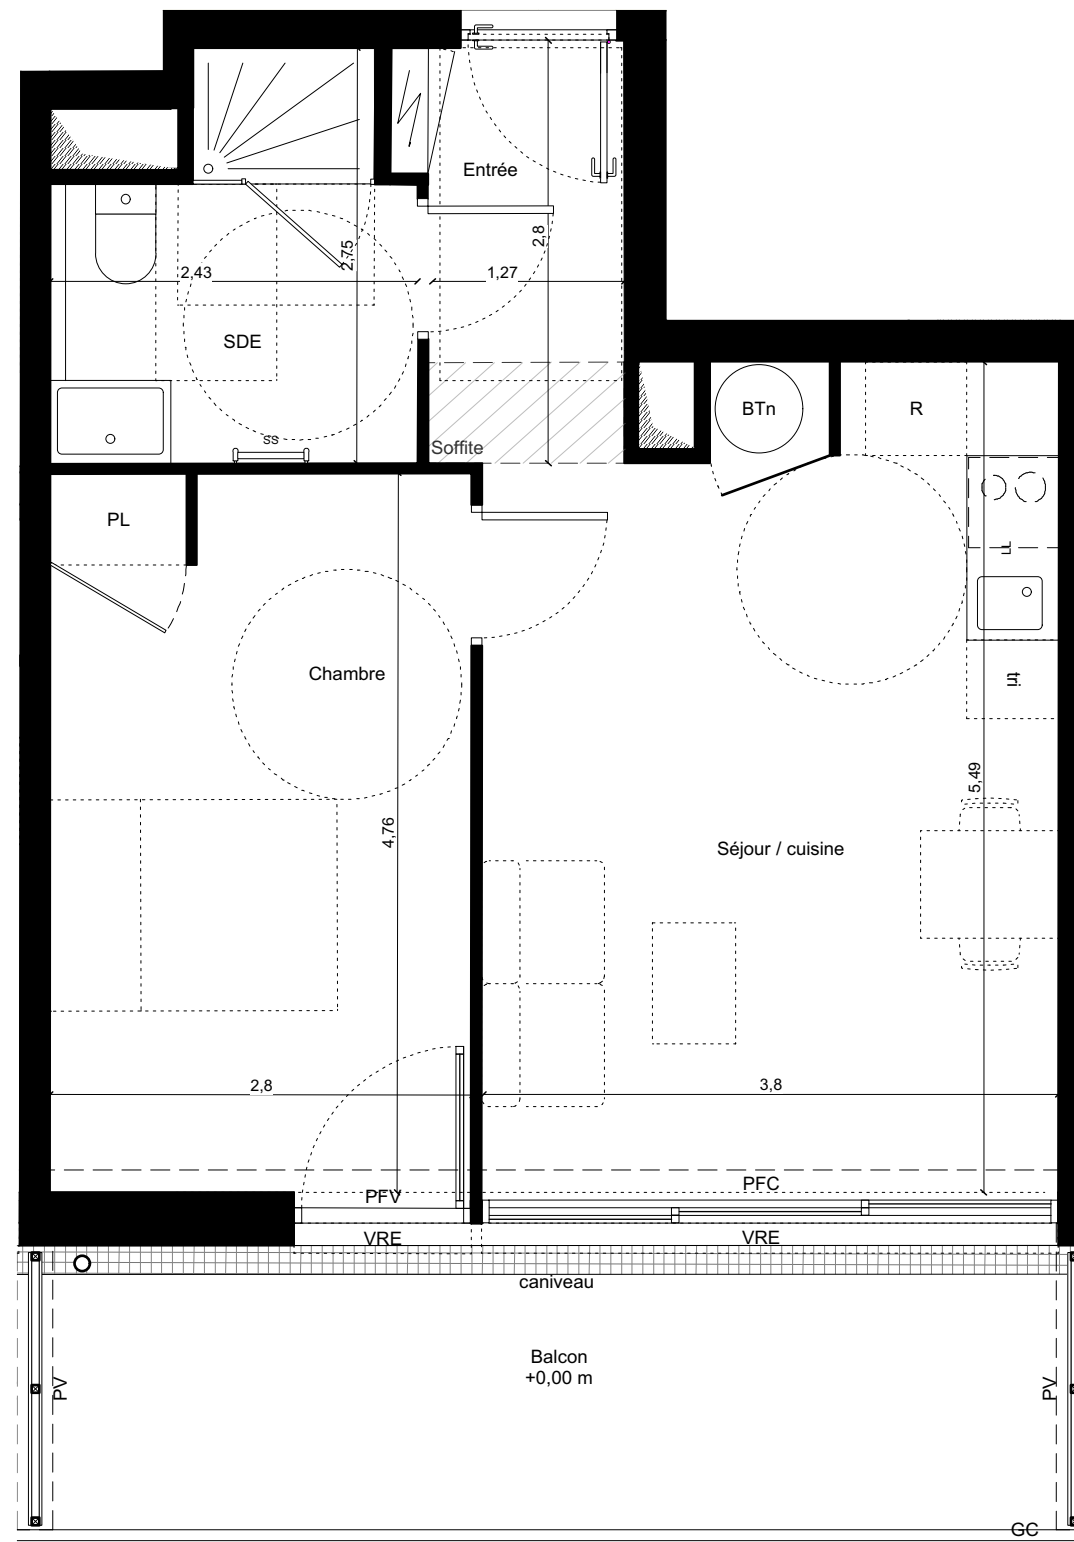 Entrée
2,8
2,75
2,43
1,27
SDE
SS
Soffite
BTn
R
PL
LL
tri
Chambre
5,49
4,76
Séjour / cuisine
2,8
3,8
PFV
PFC
VRE
VRE
caniveau
Balcon
+0,00 m
PV
PV
GC